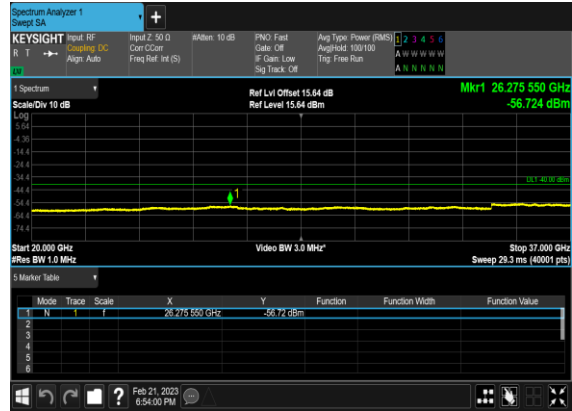 Spectrum Analyzer 1
Swept SA
+
KEYSIGHT Input: RF Input Z: 50 Ω #Atten: 10 dB PNO: Fast Avg Type: Power (RMS) 1 2 3 4 5 6
R T Coupling: DC Corr CCorr Gate: Off Avg|Hold: 100/100 A W W W W W
Align: Auto Freq Ref: Int (S) IF Gain: Low Trig: Free Run
Sig Track: Off A N N N N N
1 Spectrum Ref Lvl Offset 15.64 dB Mkr1 26.275 550 GHz
Scale/Div 10 dB Ref Level 15.64 dBm -56.724 dBm
Log
5.64
-4.36
-14.4
-24.4
-34.4
DL1 -40.00 dBm
-44.4
1
-54.4
-64.4
-74.4
Start 20.000 GHz Video BW 3.0 MHz* Stop 37.000 GHz
#Res BW 1.0 MHz Sweep 29.3 ms (40001 pts)
5 Marker Table
Mode Trace Scale X Y Function Function Width Function Value
1 N 1 f 26.275 550 GHz -56.72 dBm
2
3
4
5
6
? Feb 21, 2023
6:54:00 PM